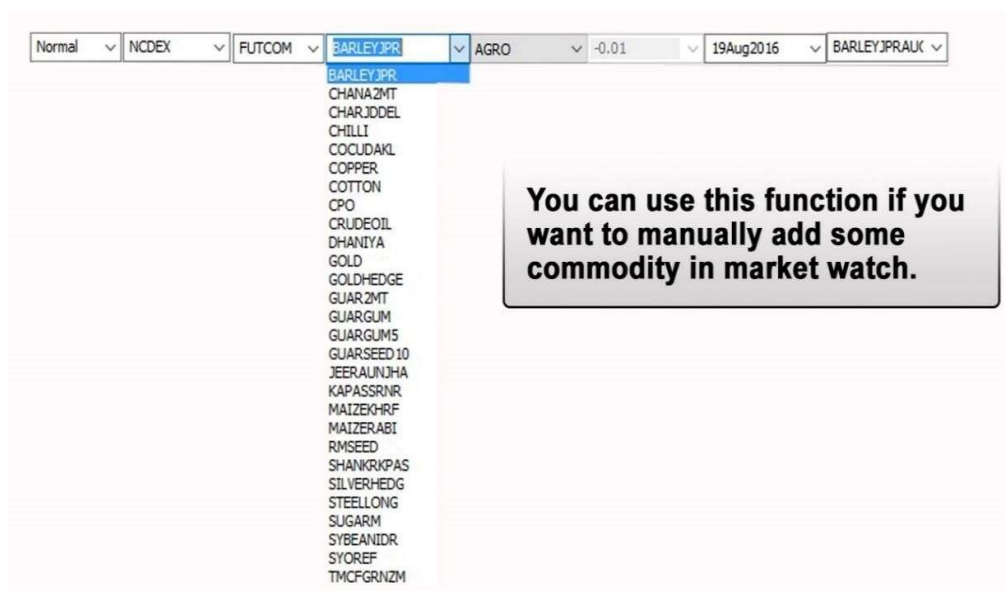 Normal NCDEX FUTCOM BARLEYJPR AGRO -0.01 19Aug2016 BARLEYJPRAUC
BARLEYJPR
CHANA2MT
CHARJDDEL
CHILLI
COCUDAKL
COPPER
COTTON
CPO
CRUDEOIL
DHANIYA
GOLD
GOLDHEDGE
GUAR2MT
GUARGUM
GUARGUM5
GUARSEED10
JEERAUNJHA
KAPASSRNR
MAIZEKHRF
MAIZERABI
RMSEED
SHANKRKPAS
SILVERHEDG
STEELLONG
SUGARM
SYBEANIDR
SYOREF
TMCFGRNZM
You can use this function if you
want to manually add some
commodity in market watch.